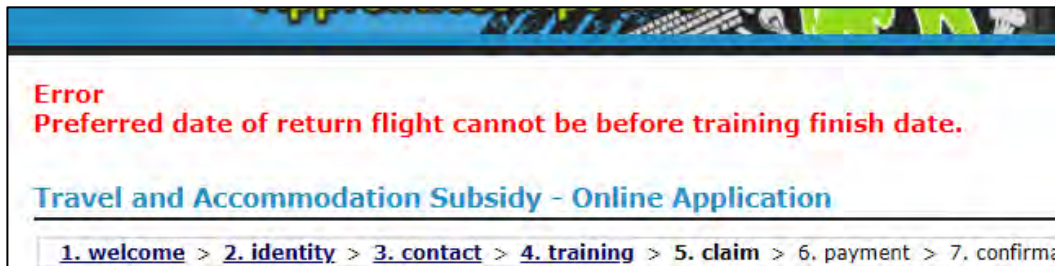 Error
Preferred date of return flight cannot be before training finish date.
Travel and Accommodation Subsidy - Online Application
1. welcome > 2. identity > 3. contact > 4. training > 5. claim > 6. payment > 7.